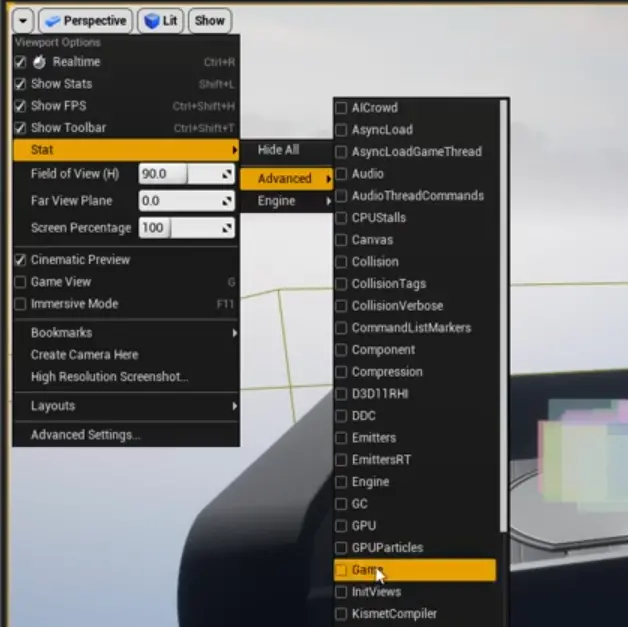 Perspective Lit Show
Viewport Options
Realtime Ctrl+R
Show Stats Shift+L
Show FPS Ctrl+Shift+H
Show Toolbar Ctrl+Shift+T
Stat
Field of View (H) 90.0
Far View Plane 0.0
Screen Percentage 100
Cinematic Preview
Game View G
Immersive Mode F11
Bookmarks
Create Camera Here
High Resolution Screenshot...
Layouts
Advanced Settings...
Hide All
Advanced
Engine
AICrowd
AsyncLoad
AsyncLoadGameThread
Audio
AudioThreadCommands
CPUStalls
Canvas
Collision
CollisionTags
CollisionVerbose
CommandListMarkers
Component
Compression
D3D11RHI
DDC
Emitters
EmittersRT
Engine
GC
GPU
GPUParticles
Game
InitViews
KismetCompiler